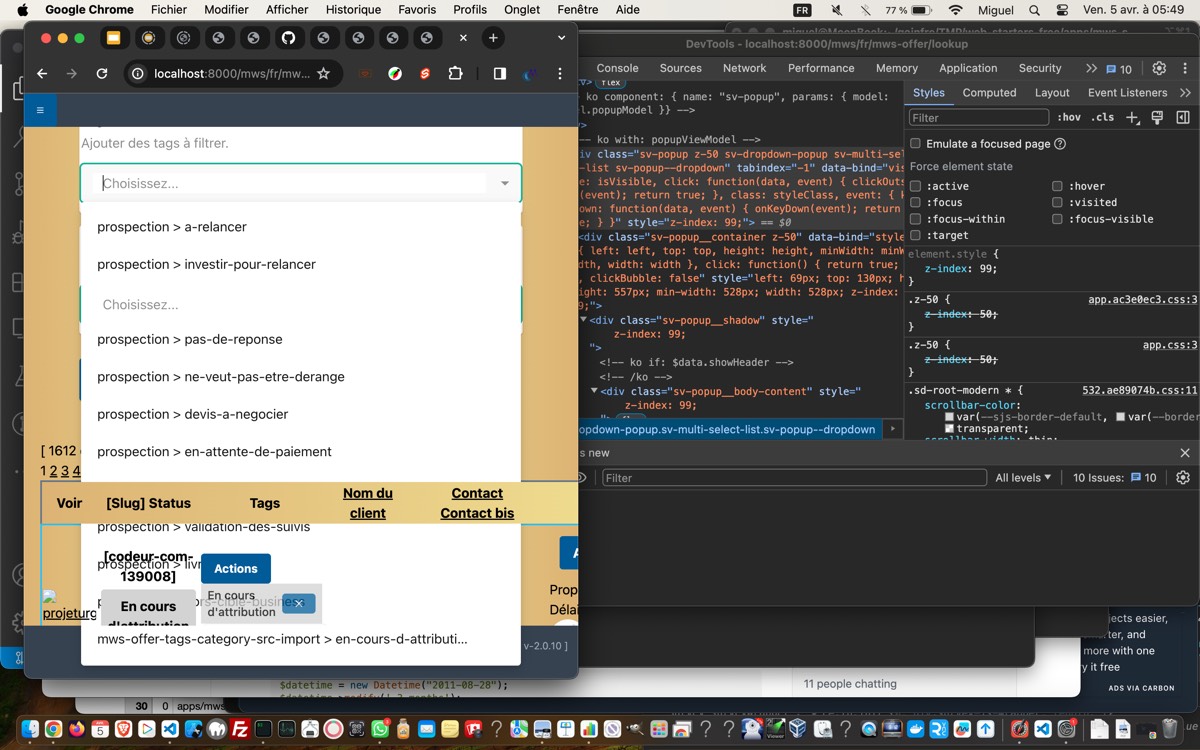 Google Chrome Fichier Modifier Afficher Historique Favoris Profils Onglet Fenêtre Aide FR 77 % Miguel Ven. 5 avr. à 05:49
DevTools - localhost:8000/mws/fr/mws-offer/lookup
localhost:8000/mws/fr/mw...
Console Sources Network Performance Memory Application Security 10
Ajouter des tags à filtrer.
Choisissez...
prospection > a-relancer
prospection > investir-pour-relancer
Choisissez...
prospection > pas-de-reponse
prospection > ne-veut-pas-etre-derange
prospection > devis-a-negocier
prospection > en-attente-de-paiement
[ 1612
1 2 3 4
Voir [Slug] Status Tags Nom du client Contact Contact bis
prospection > validation-des-suivis
[codeur-com-139008]
Actions
En cours d'attribution
En cours
d'attribution
projeturg
Prop
Délai
mws-offer-tags-category-src-import > en-cours-d-attributi...
v-2.0.10 ]
flex
ko component: { name: "sv-popup", params: { model:
.popupModel }} -->
ko with: popupViewModel -->
iv class="sv-popup z-50 sv-dropdown-popup sv-multi-sel
-list sv-popup--dropdown" tabindex="-1" data-bind="vis
: isVisible, click: function(data, event) { clickOuts
(event); return true; }, class: styleClass, event: { k
down: function(data, event) { onKeyDown(event); return
; } }" style="z-index: 99;"> == $0
<div class="sv-popup__container z-50" data-bind="style
{ left: left, top: top, height: height, minWidth: minW
dth, width: width }, click: function() { return true;
, clickBubble: false" style="left: 69px; top: 130px; h
ight: 557px; min-width: 528px; width: 528px; z-index:
9;">
<div class="sv-popup__shadow" style="
z-index: 99;
">
<!-- ko if: $data.showHeader -->
<!-- /ko -->
<div class="sv-popup__body-content" style="
z-index: 99;
opdown-popup.sv-multi-select-list.sv-popup--dropdown
Styles Computed Layout Event Listeners
Filter :hov .cls
Emulate a focused page
Force element state
:active :hover
:focus :visited
:focus-within :focus-visible
:target
element.style {
z-index: 99;
}
.z-50 { app.ac3e0ec3.css:3
z-index: 50;
}
.z-50 { app.css:3
z-index: 50;
}
.sd-root-modern * { 532.ae89074b.css:11
scrollbar-color:
var(--sjs-border-default, var(--border
transparent;
s new
Filter All levels 10 Issues: 10
jects easier,
rter, and
more with one
y it free
ADS VIA CARBON
11 people chatting
$datetime = new Datetime("2011-08-28");
30 0 apps/mws